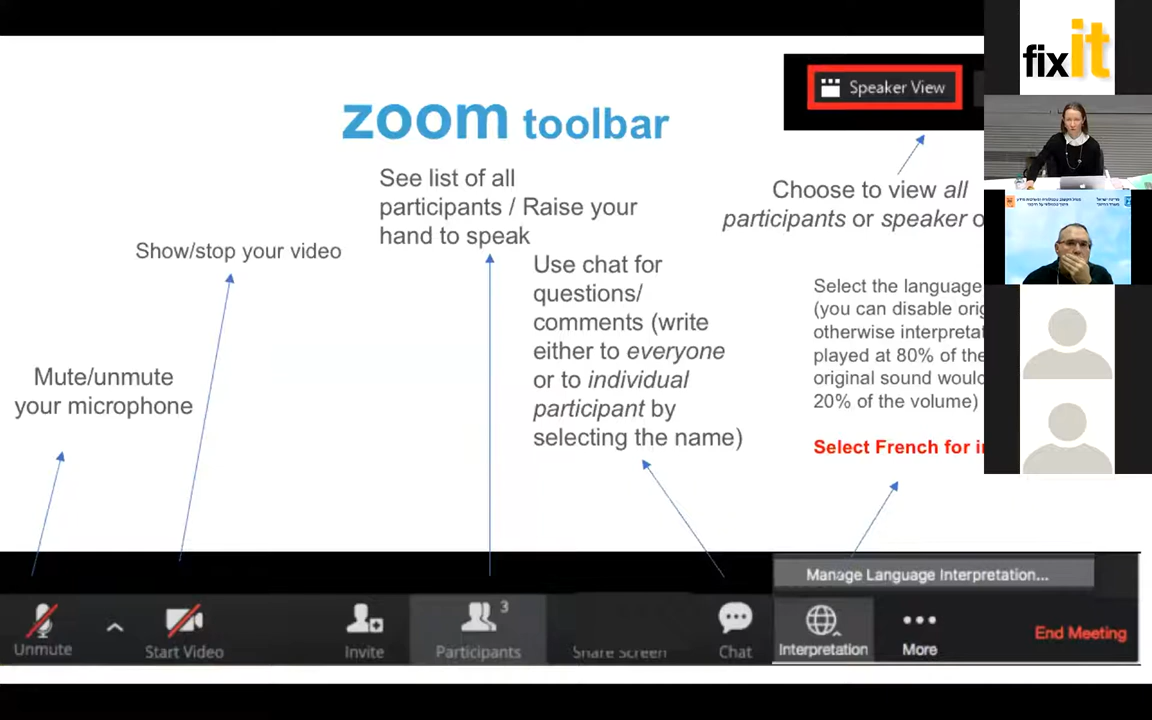 fixit
Speaker View
zoom toolbar
See list of all
participants / Raise your
hand to speak
Choose to view all
participants or speaker o
Show/stop your video
Use chat for
questions/
comments (write
either to everyone
or to individual
participant by
selecting the name)
Select the language
(you can disable orig
otherwise interpretat
played at 80% of the
original sound would
20% of the volume)
Select French for in
Mute/unmute
your microphone
Manage Language Interpretation...
3
Unmute
Start Video
Invite
Participants
Share Screen
Chat
Interpretation
More
End Meeting